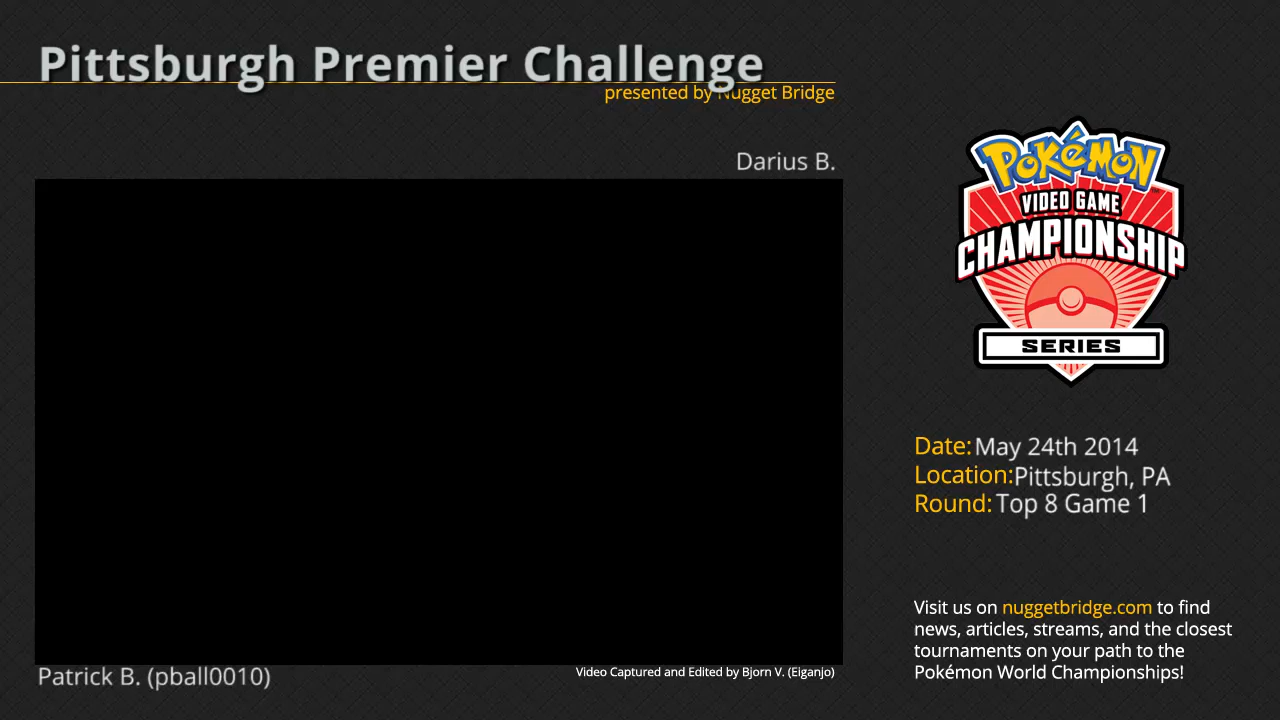 Pittsburgh Premier Challenge
presented by Nugget Bridge
Darius B.
POKéMON
VIDEO GAME
CHAMPIONSHIP
SERIES
Date: May 24th 2014
Location: Pittsburgh, PA
Round: Top 8 Game 1
Visit us on nuggetbridge.com to find
news, articles, streams, and the closest
tournaments on your path to the
Pokémon World Championships!
Patrick B. (pball0010)
Video Captured and Edited by Bjorn V. (Eiganjo)